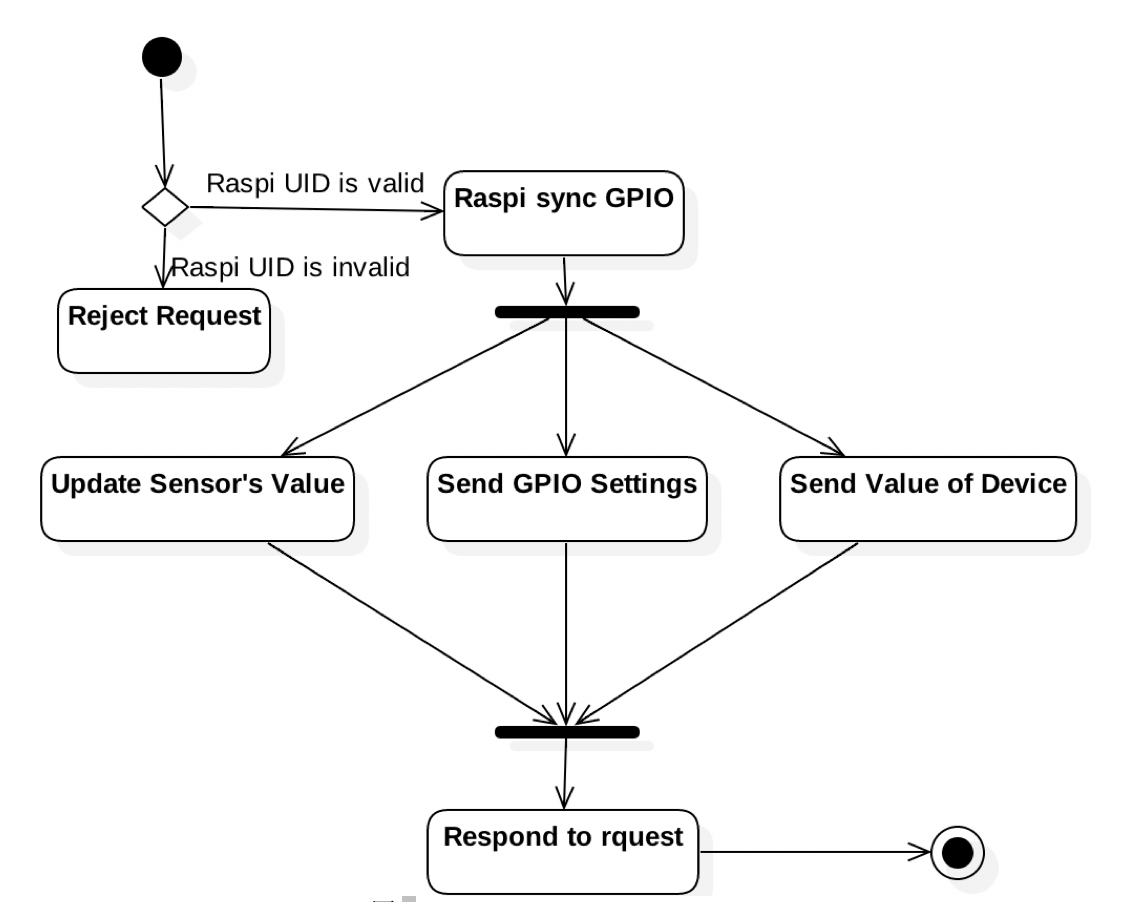 Raspi UID is valid
Raspi sync GPIO
Raspi UID is invalid
Reject Request
Update Sensor's Value
Send GPIO Settings
Send Value of Device
Respond to rquest